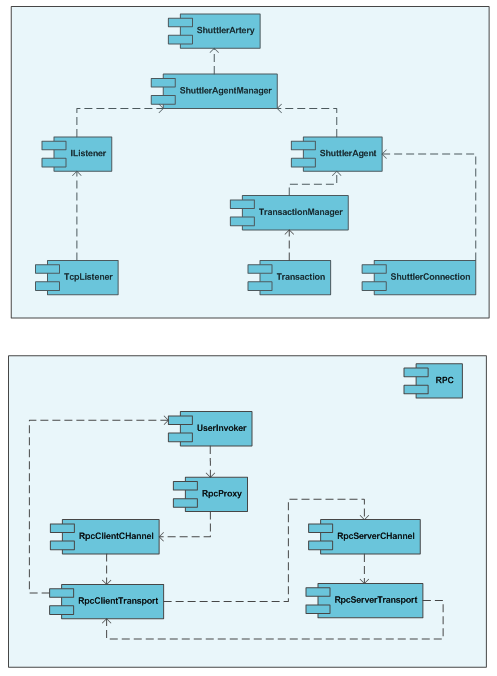 ShuttlerArtery
ShuttlerAgentManager
IListener
ShuttlerAgent
TransactionManager
TcpListener
Transaction
ShuttlerConnection
RPC
UserInvoker
RpcProxy
RpcClientCHannel
RpcServerCHannel
RpcClientTransport
RpcServerTransport